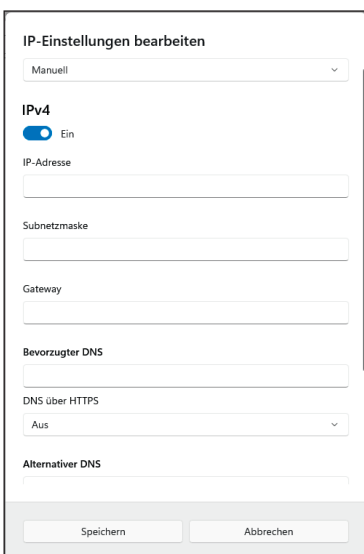 IP-Einstellungen bearbeiten
Manuell
IPv4
Ein
IP-Adresse
Subnetzmaske
Gateway
Bevorzugter DNS
DNS über HTTPS
Aus
Alternativer DNS
Speichern
Abbrechen